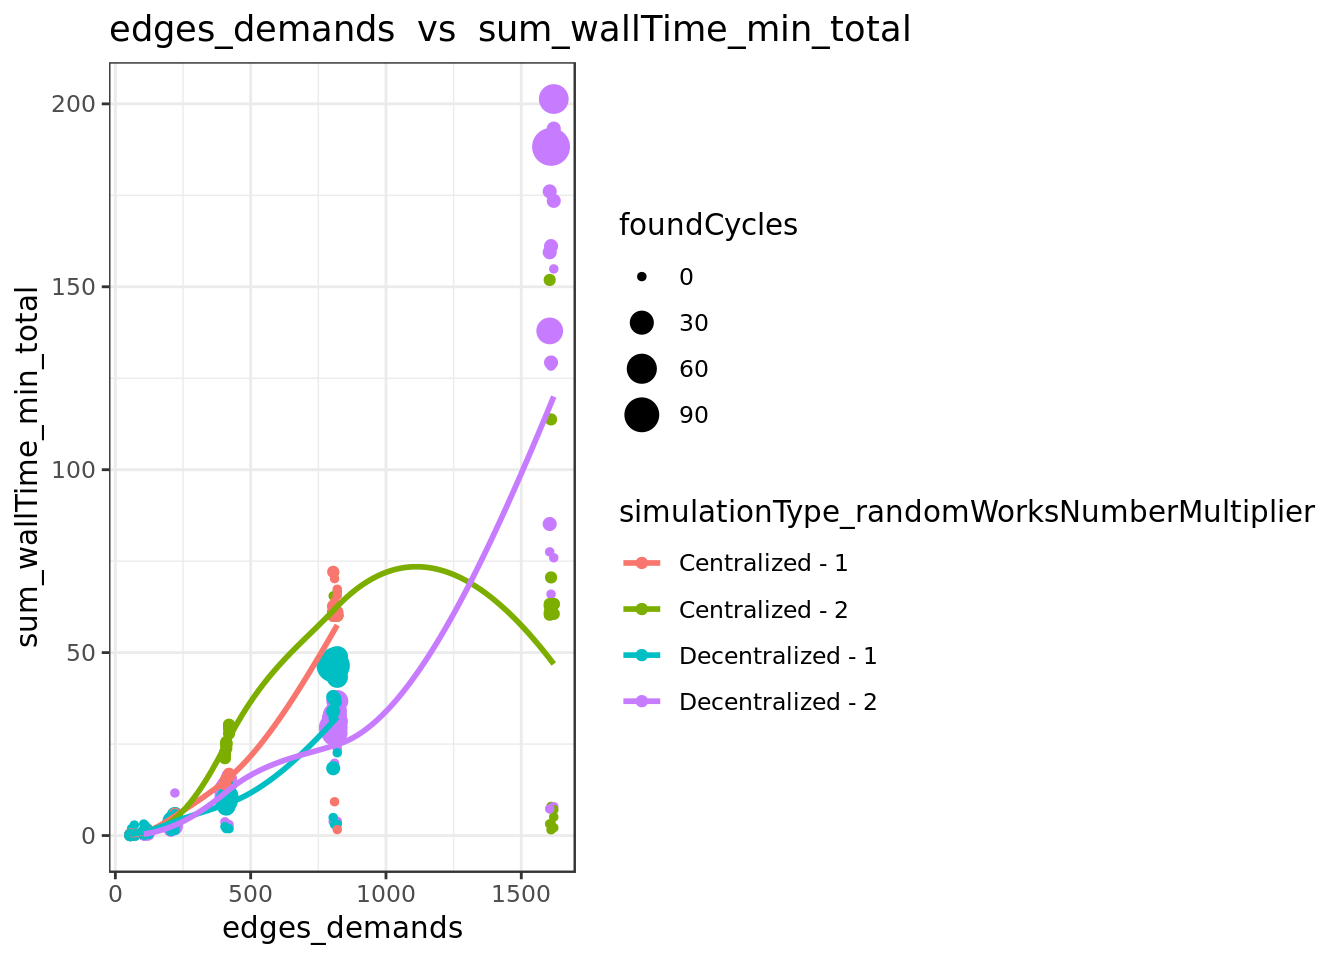 edges_demands  vs  sum_wallTime_min_total
200
150
100
50
0
sum_wallTime_min_total
0
500
1000
1500
edges_demands
foundCycles
0
30
60
90
simulationType_randomWorksNumberMultiplier
Centralized - 1
Centralized - 2
Decentralized - 1
Decentralized - 2